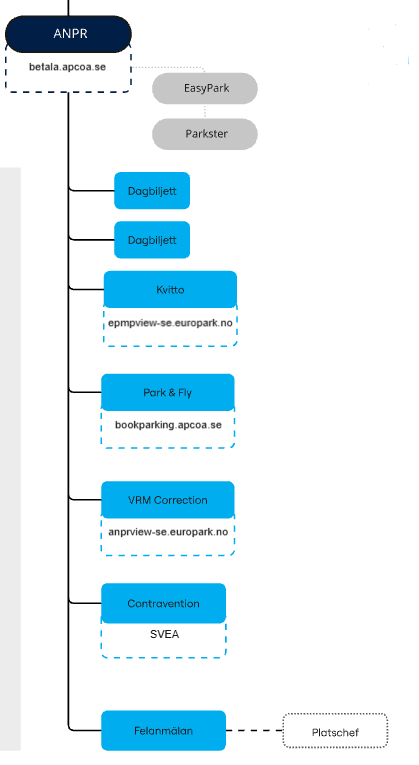 ANPR
betala.apcoa.se
EasyPark
Parkster
Dagbiljett
Dagbiljett
Kvitto
epmpview-se.europark.no
Park & Fly
bookparking.apcoa.se
VRM Correction
anprview-se.europark.no
Contravention
SVEA
Felanmälan
Platschef